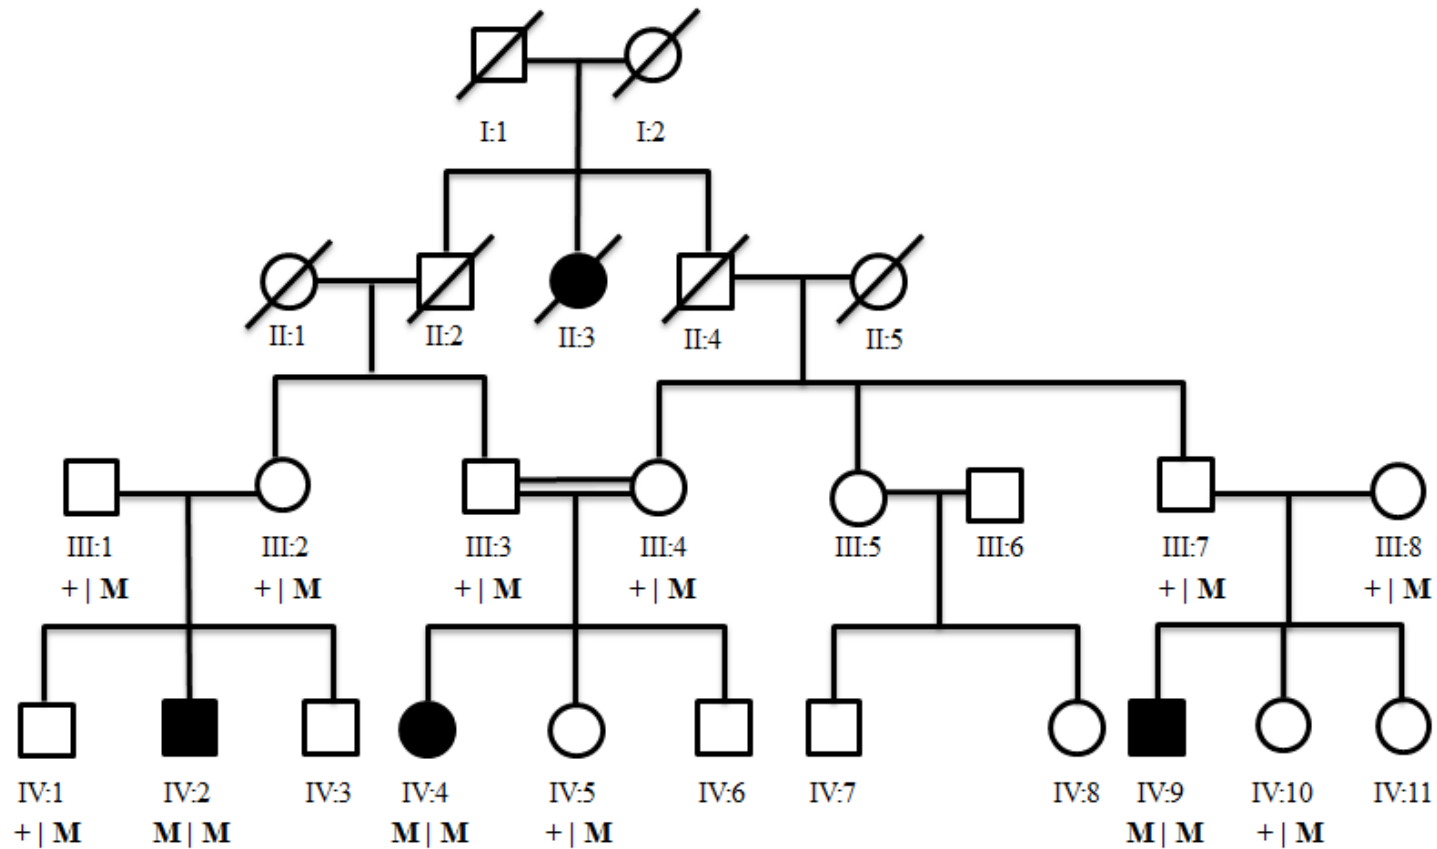 I:1 I:2
II:1 II:2 II:3 II:4 II:5
III:1 III:2 III:3 III:4 III:5 III:6 III:7 III:8
+ | M + | M + | M + | M + | M + | M
IV:1 IV:2 IV:3 IV:4 IV:5 IV:6 IV:7 IV:8 IV:9 IV:10 IV:11
+ | M M | M M | M + | M M | M + | M